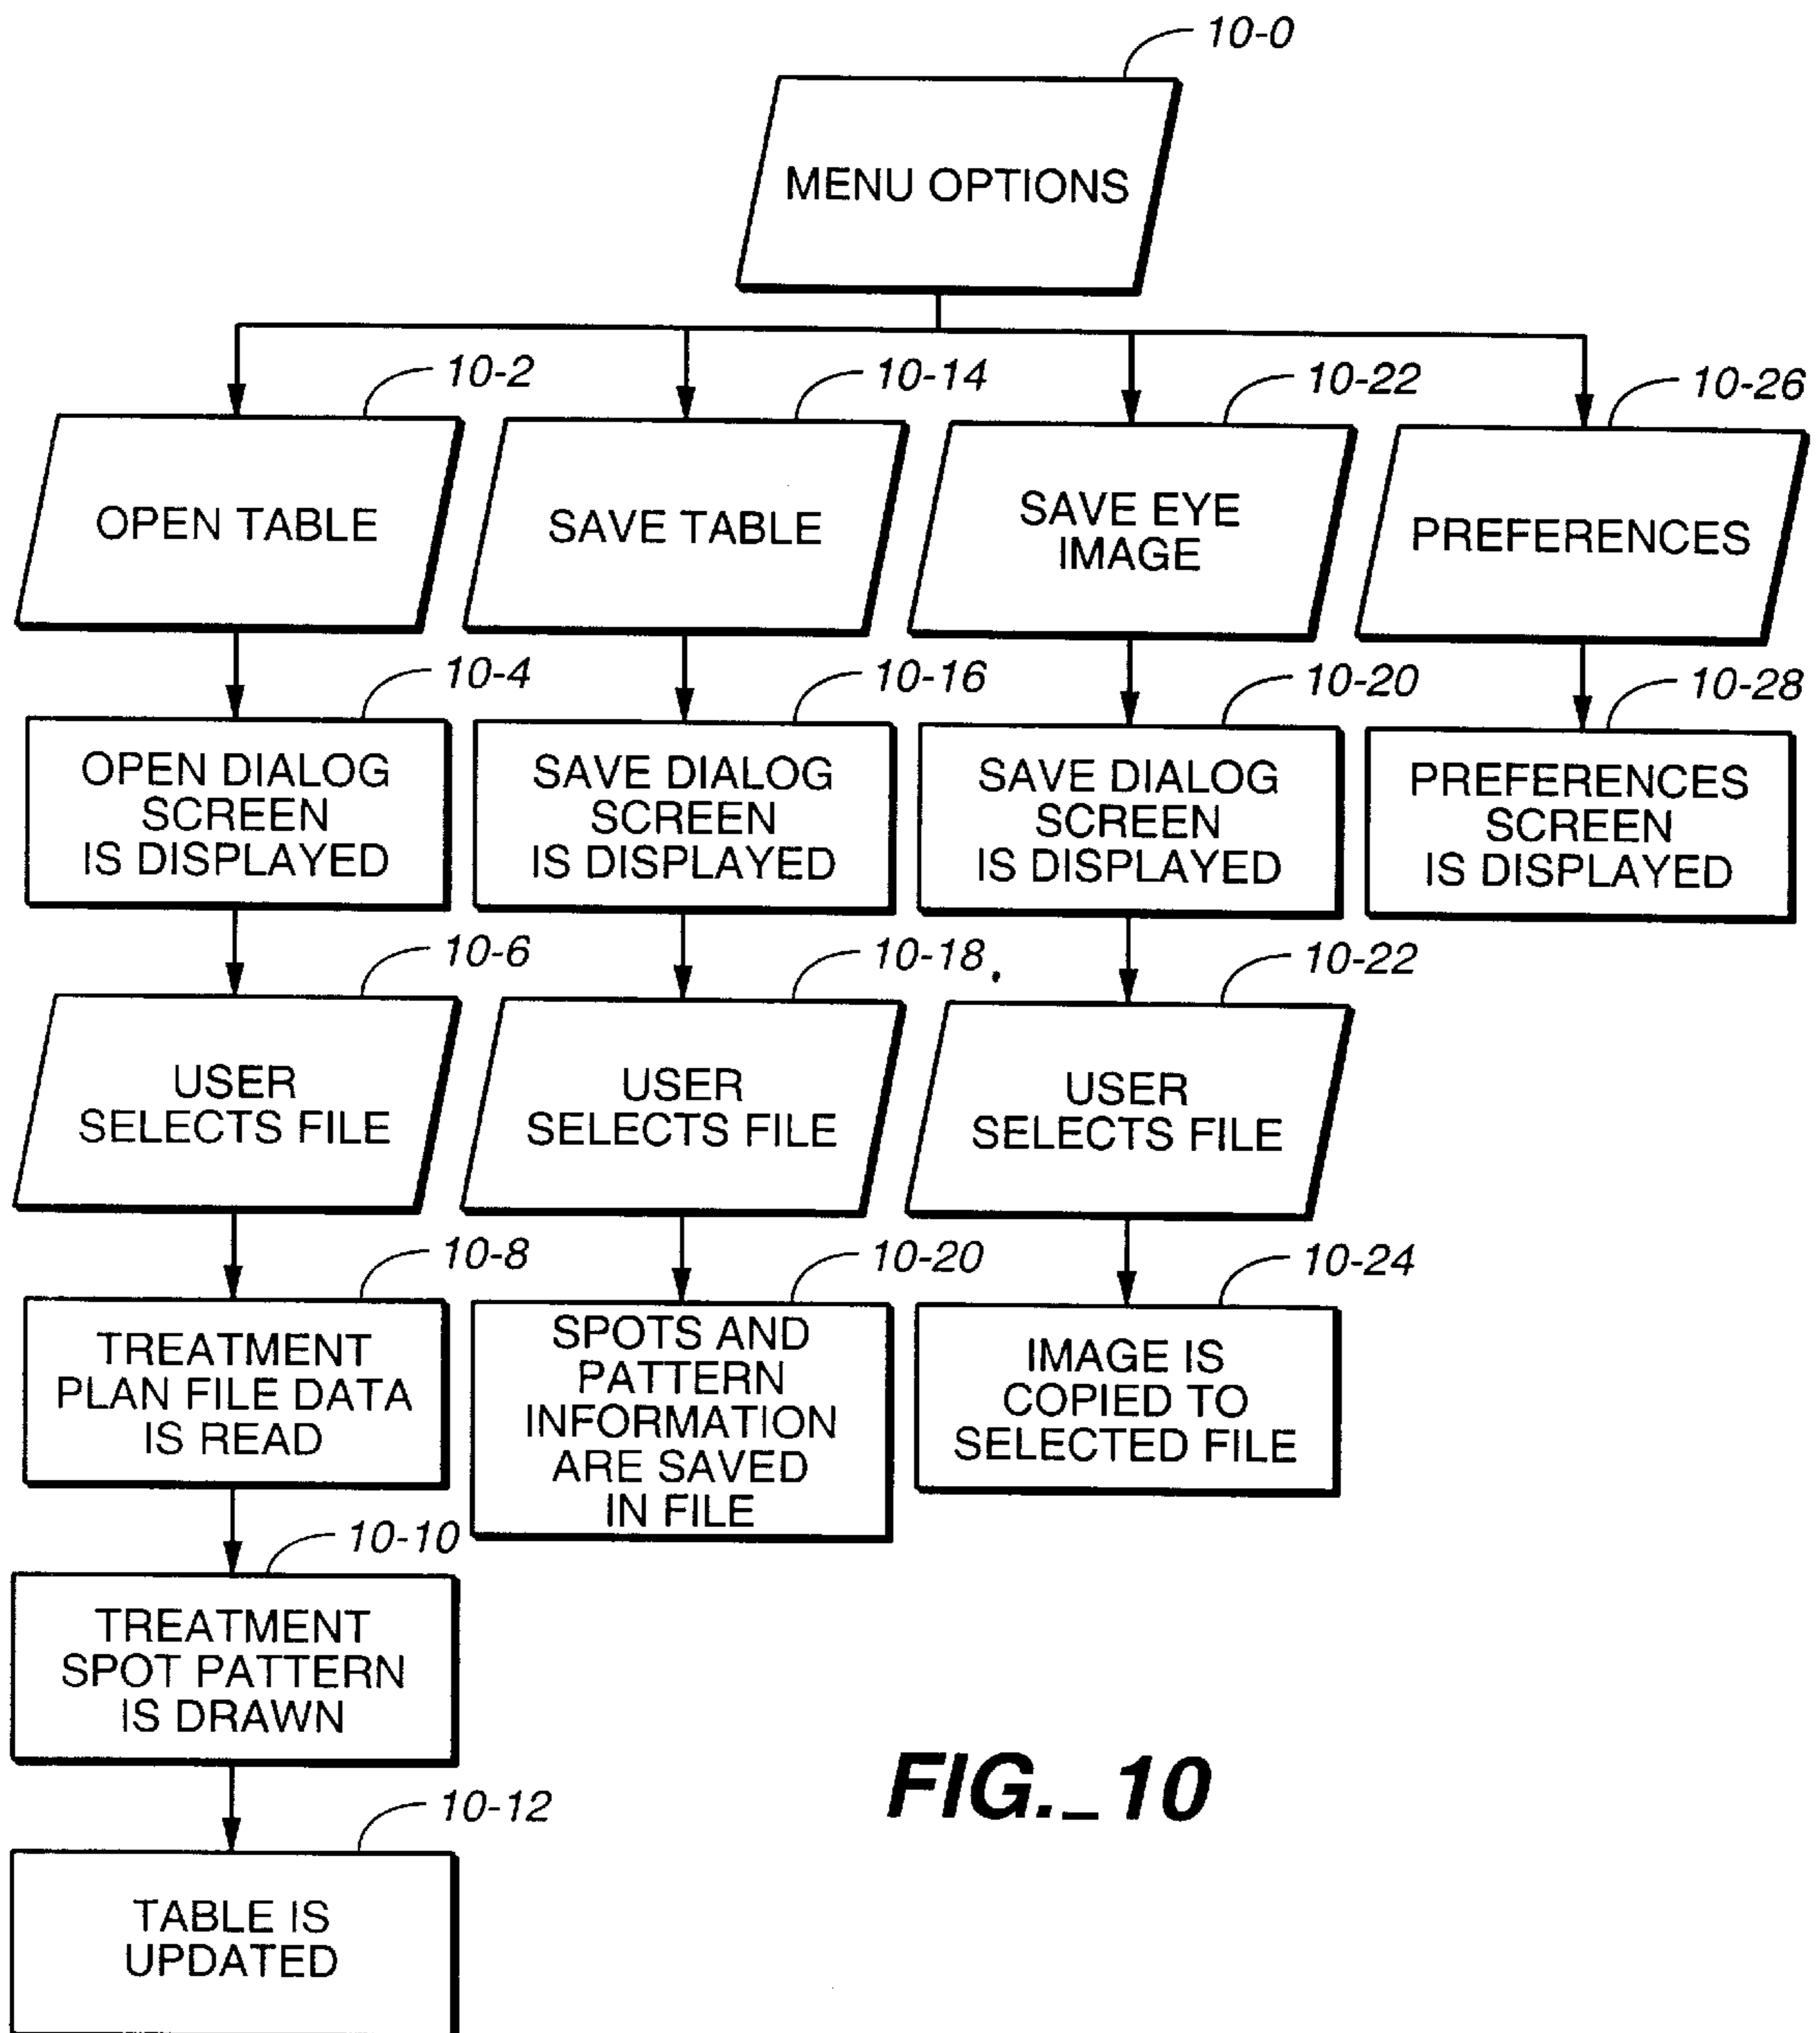 10-0
MENU OPTIONS
10-2
10-14
10-22
10-26
OPEN TABLE
SAVE TABLE
SAVE EYE
IMAGE
PREFERENCES
10-4
10-16
10-20
10-28
OPEN DIALOG
SCREEN
IS DISPLAYED
SAVE DIALOG
SCREEN
IS DISPLAYED
SAVE DIALOG
SCREEN
IS DISPLAYED
PREFERENCES
SCREEN
IS DISPLAYED
10-6
10-18
10-22
USER
SELECTS FILE
USER
SELECTS FILE
USER
SELECTS FILE
10-8
10-20
10-24
TREATMENT
PLAN FILE DATA
IS READ
SPOTS AND
PATTERN
INFORMATION
ARE SAVED
IN FILE
IMAGE IS
COPIED TO
SELECTED FILE
10-10
TREATMENT
SPOT PATTERN
IS DRAWN
10-12
TABLE IS
UPDATED
FIG._10